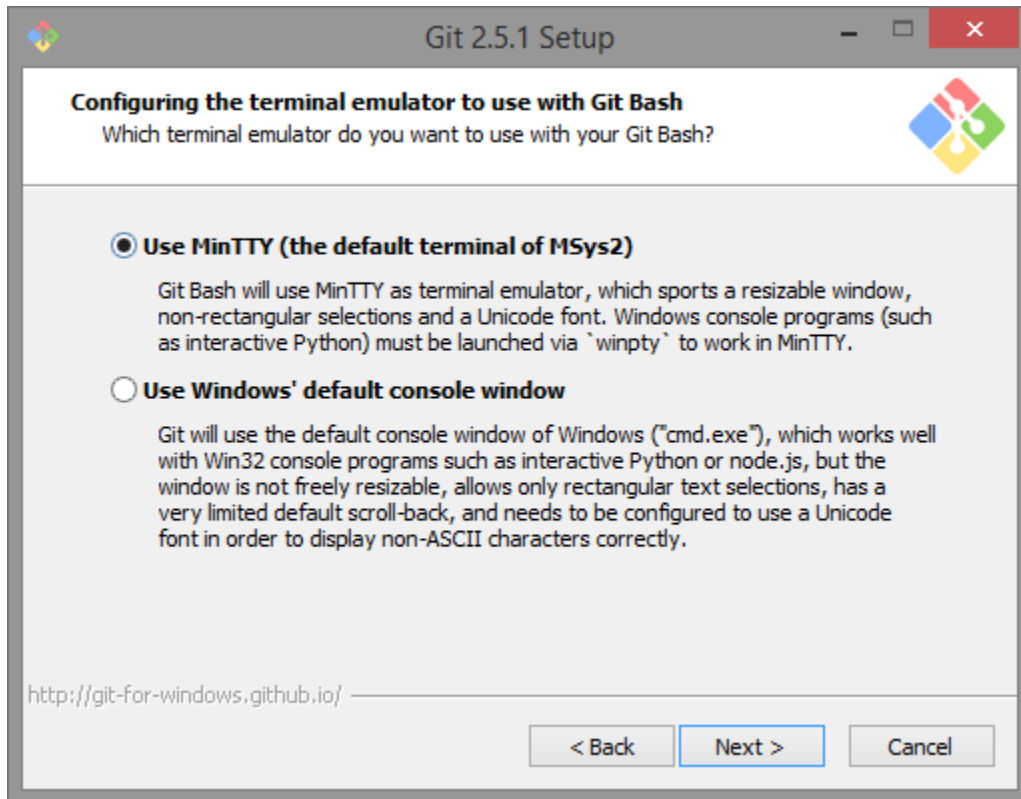 Git 2.5.1 Setup
Configuring the terminal emulator to use with Git Bash
Which terminal emulator do you want to use with your Git Bash?
Use MinTTY (the default terminal of MSys2)
Git Bash will use MinTTY as terminal emulator, which sports a resizable window,
non-rectangular selections and a Unicode font. Windows console programs (such
as interactive Python) must be launched via `winpty` to work in MinTTY.
Use Windows' default console window
Git will use the default console window of Windows ("cmd.exe"), which works well
with Win32 console programs such as interactive Python or node.js, but the
window is not freely resizable, allows only rectangular text selections, has a
very limited default scroll-back, and needs to be configured to use a Unicode
font in order to display non-ASCII characters correctly.
http://git-for-windows.github.io/
< Back Next > Cancel